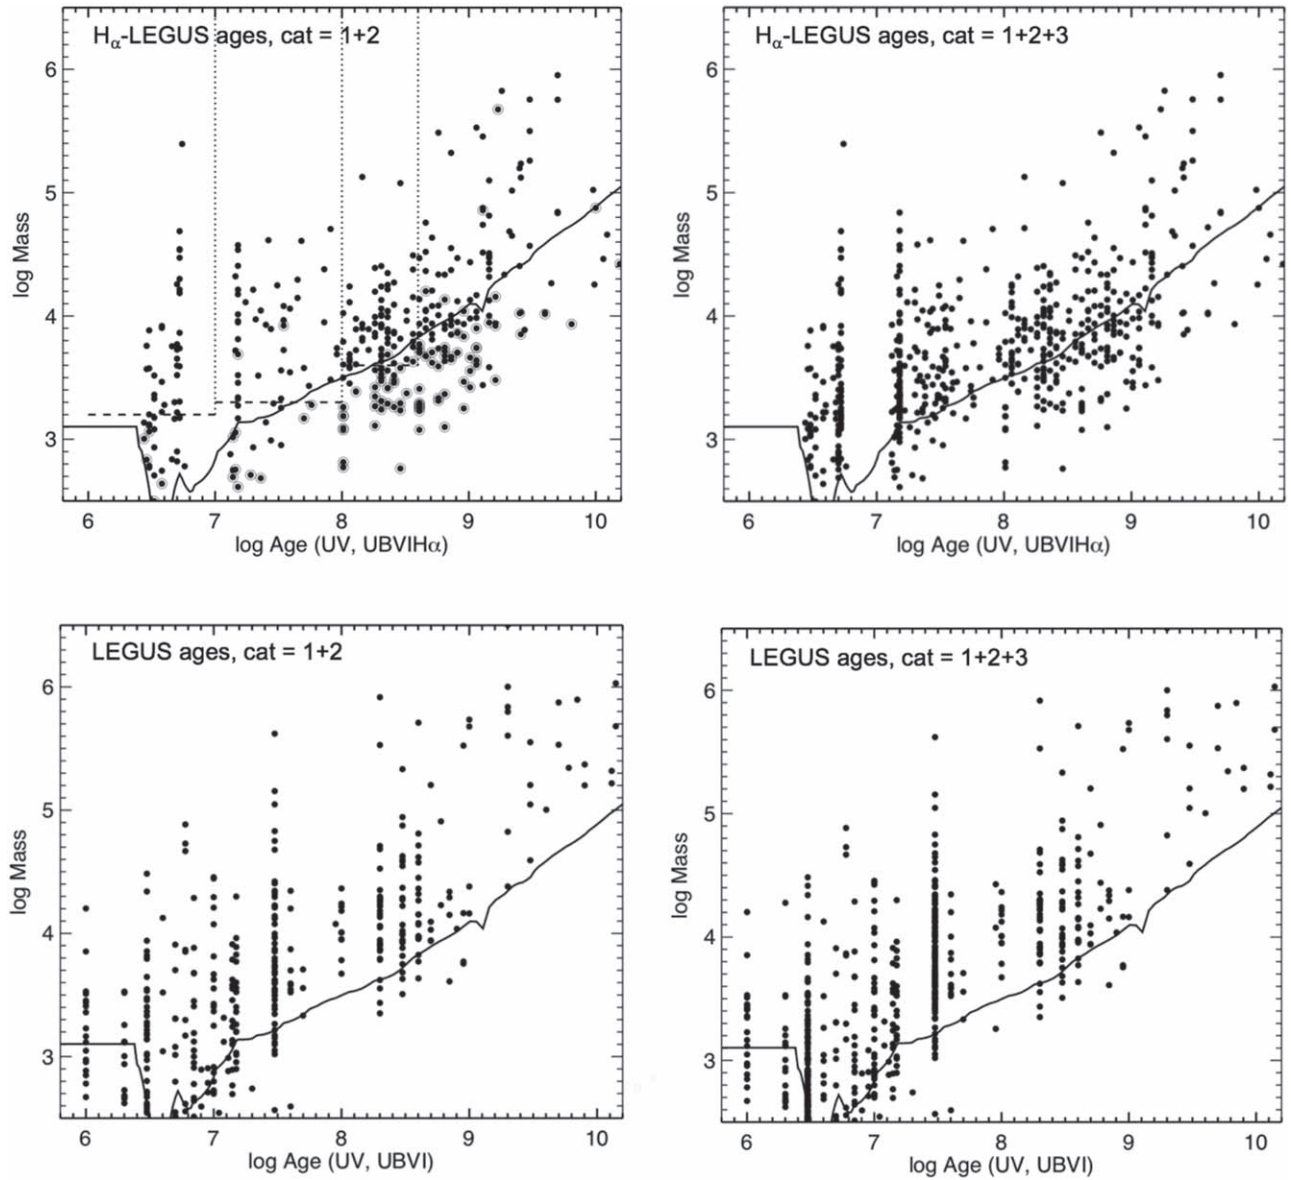 Hα-LEGUS ages, cat = 1+2
6
5
4
3
log Mass
6 7 8 9 10
log Age (UV, UBVIHα)
Hα-LEGUS ages, cat = 1+2+3
6
5
4
3
log Mass
6 7 8 9 10
log Age (UV, UBVIHα)
LEGUS ages, cat = 1+2
6
5
4
3
log Mass
6 7 8 9 10
log Age (UV, UBVI)
LEGUS ages, cat = 1+2+3
6
5
4
3
log Mass
6 7 8 9 10
log Age (UV, UBVI)